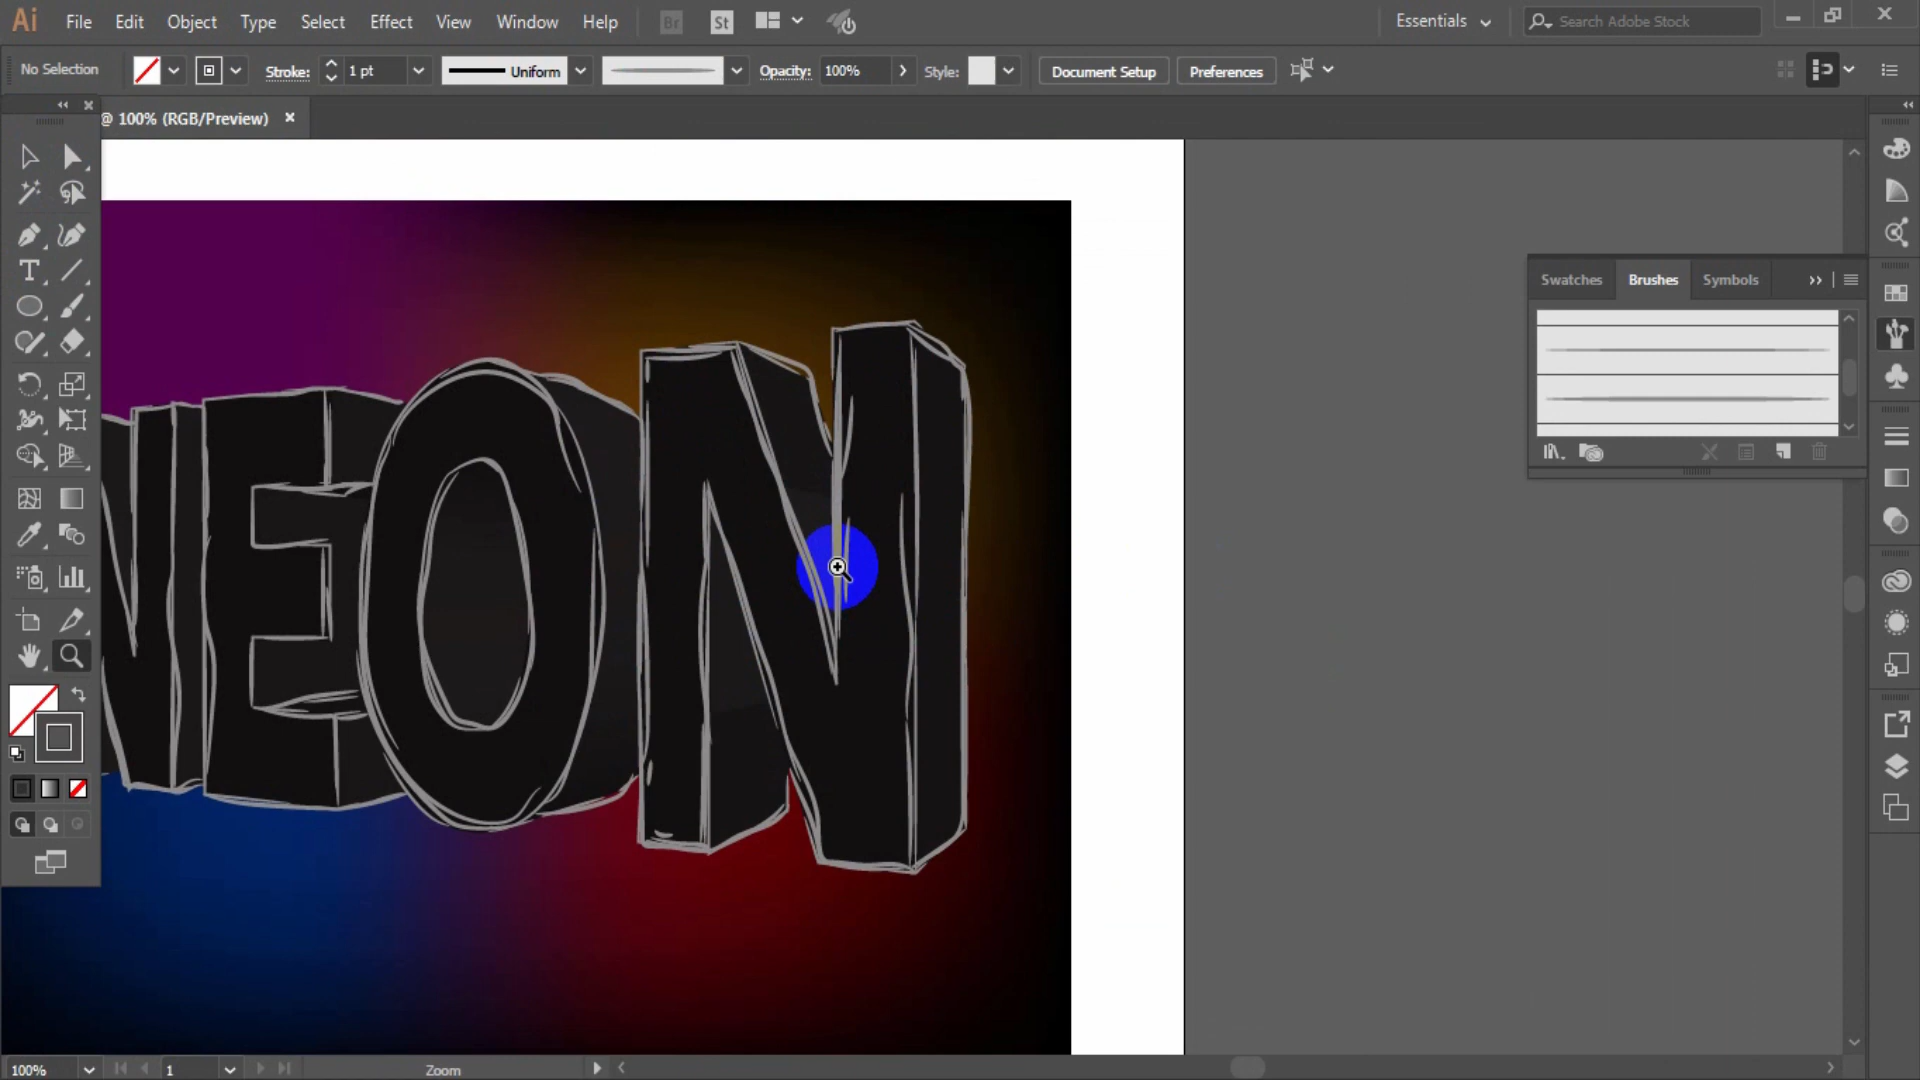 Ai File Edit Object Type Select Effect View Window Help Br St Essentials Search Adobe Stock
No Selection Stroke: 1 pt Uniform Opacity: 100% Style: Document Setup Preferences
@ 100% (RGB/Preview)
Swatches Brushes Symbols
NEON
100% 1 Zoom